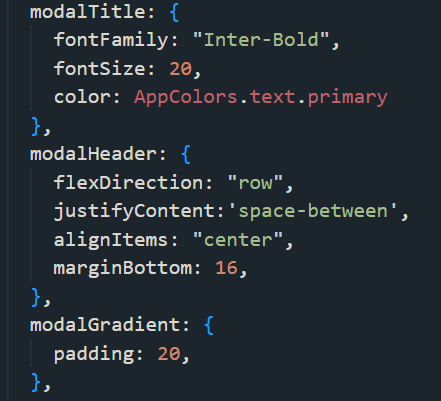 modalTitle: {
fontFamily: "Inter-Bold",
fontSize: 20,
color: AppColors.text.primary
},
modalHeader: {
flexDirection: "row",
justifyContent:'space-between',
alignItems: "center",
marginBottom: 16,
},
modalGradient: {
padding: 20,
},